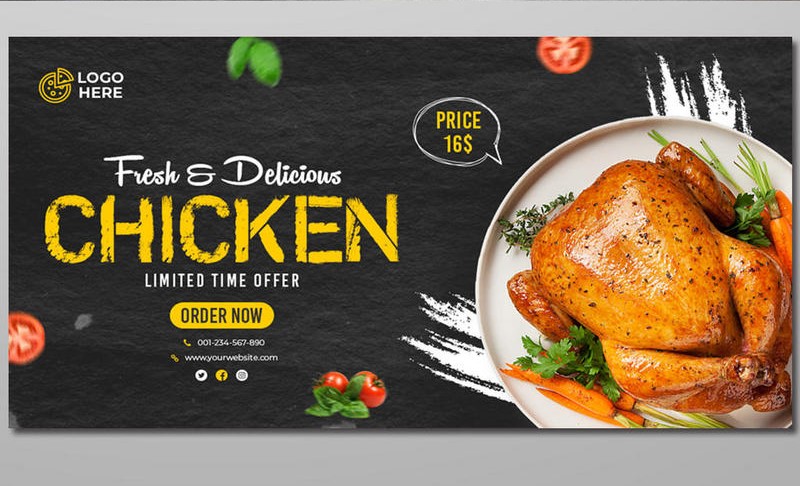 LOGO
HERE
PRICE
16$
Fresh & Delicious
CHICKEN
LIMITED TIME OFFER
ORDER NOW
001-234-567-890
www.yourwebsite.com